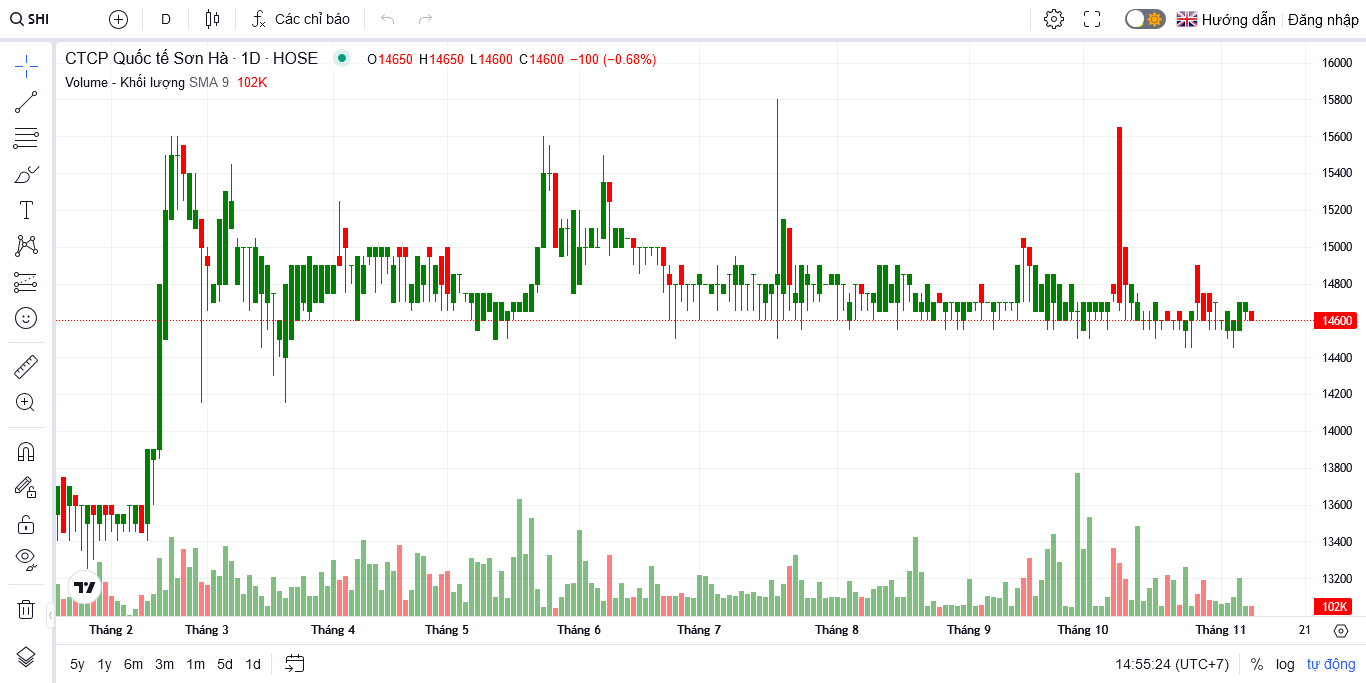 SHI D Các chỉ báo Hướng dẫn Đăng nhập
CTCP Quốc tế Sơn Hà · 1D · HOSE O14650 H14650 L14600 C14600 −100 (−0.68%)
Volume - Khối lượng SMA 9 102K
16000
15800
15600
15400
15200
15000
14800
14600
14400
14200
14000
13800
13600
13400
13200
102K
Tháng 2 Tháng 3 Tháng 4 Tháng 5 Tháng 6 Tháng 7 Tháng 8 Tháng 9 Tháng 10 Tháng 11 21
5y 1y 6m 3m 1m 5d 1d 14:55:24 (UTC+7) % log tự động